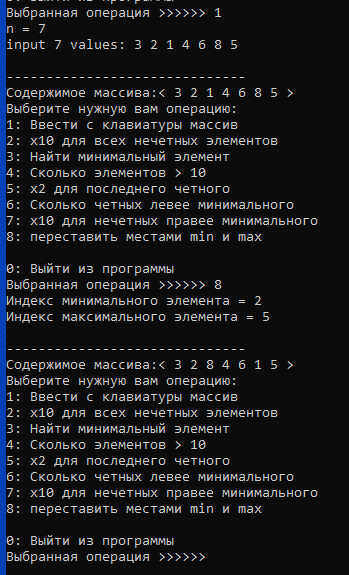 0: Выйти из программы
Выбранная операция >>>>>> 1
n = 7
input 7 values: 3 2 1 4 6 8 5
------------------------------
Содержимое массива:< 3 2 1 4 6 8 5 >
Выберите нужную вам операцию:
1: Ввести с клавиатуры массив
2: x10 для всех нечетных элементов
3: Найти минимальный элемент
4: Сколько элементов > 10
5: x2 для последнего четного
6: Сколько четных левее минимального
7: x10 для нечетных правее минимального
8: переставить местами min и max
0: Выйти из программы
Выбранная операция >>>>>> 8
Индекс минимального элемента = 2
Индекс максимального элемента = 5
------------------------------
Содержимое массива:< 3 2 8 4 6 1 5 >
Выберите нужную вам операцию:
1: Ввести с клавиатуры массив
2: x10 для всех нечетных элементов
3: Найти минимальный элемент
4: Сколько элементов > 10
5: x2 для последнего четного
6: Сколько четных левее минимального
7: x10 для нечетных правее минимального
8: переставить местами min и max
0: Выйти из программы
Выбранная операция >>>>>>